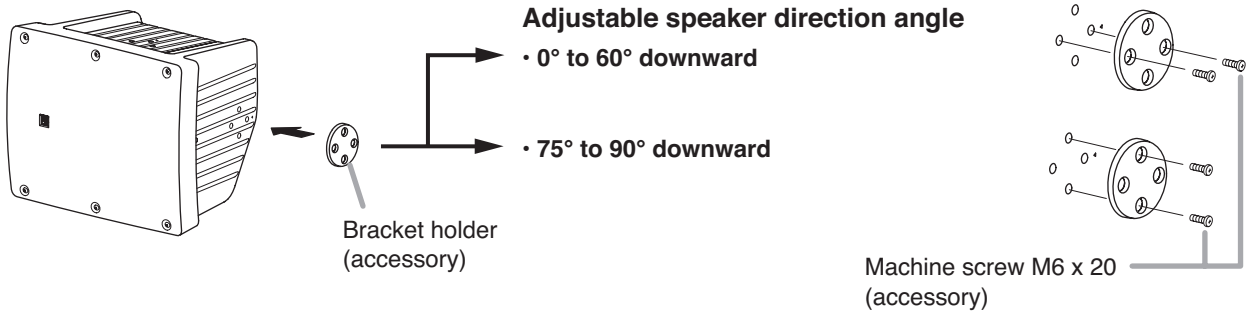 Adjustable speaker direction angle
· 0° to 60° downward
· 75° to 90° downward
Bracket holder
(accessory)
Machine screw M6 x 20
(accessory)